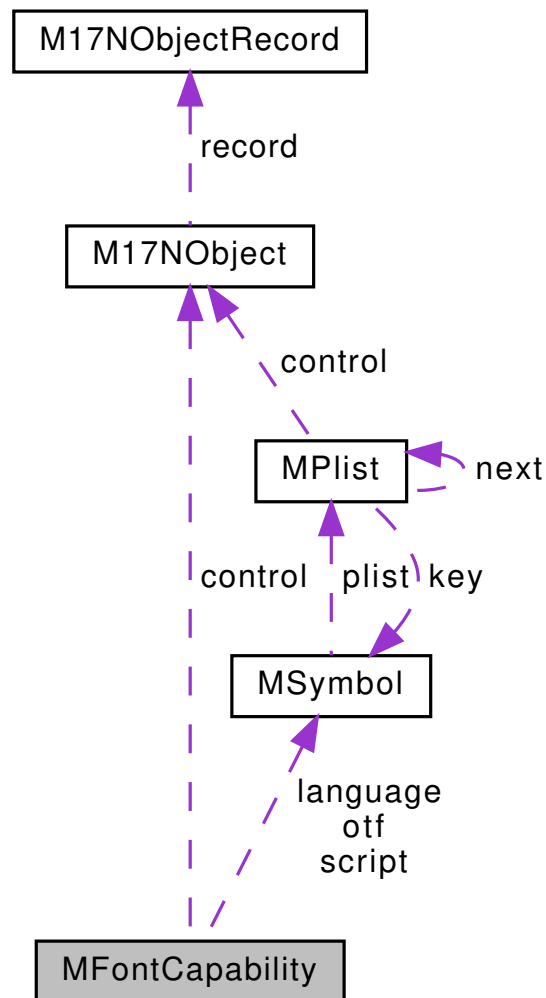 M17NObjectRecord
record
M17NObject
control
MPlist
next
control
plist
key
MSymbol
language
otf
script
MFontCapability